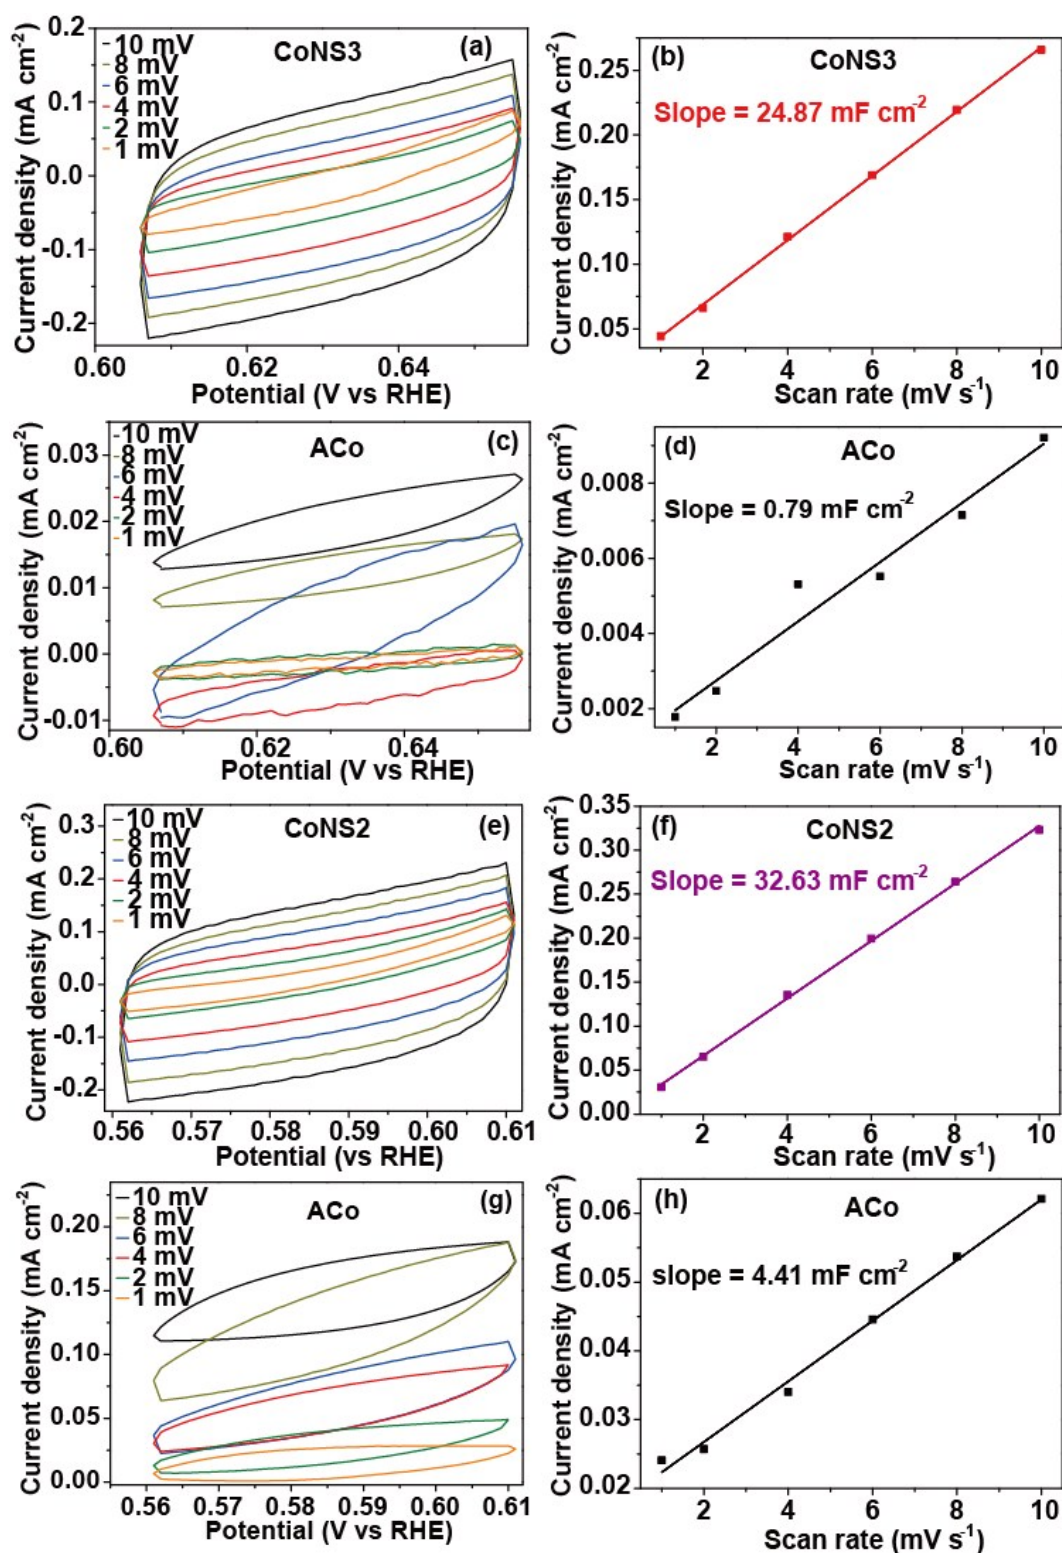 0.2
0.1
0.0
-0.1
-0.2
10 mV
8 mV
6 mV
4 mV
2 mV
1 mV
CoNS3
(a)
Current density (mA cm⁻²)
0.60
0.62
0.64
Potential (V vs RHE)
(b)
CoNS3
Slope = 24.87 mF cm⁻²
0.25
0.20
0.15
0.10
0.05
Current density (mA cm⁻²)
2
4
6
8
10
Scan rate (mV s⁻¹)
0.03
0.02
0.01
0.00
-0.01
10 mV
8 mV
6 mV
4 mV
2 mV
1 mV
ACo
(c)
Current density (mA cm⁻²)
0.60
0.62
0.64
Potential (V vs RHE)
(d)
ACo
Slope = 0.79 mF cm⁻²
0.008
0.006
0.004
0.002
Current density (mA cm⁻²)
2
4
6
8
10
Scan rate (mV s⁻¹)
0.3
0.2
0.1
0.0
-0.1
-0.2
10 mV
8 mV
6 mV
4 mV
2 mV
1 mV
CoNS2
(e)
Current density (mA cm⁻²)
0.56
0.57
0.58
0.59
0.60
0.61
Potential (vs RHE)
(f)
CoNS2
Slope = 32.63 mF cm⁻²
0.35
0.30
0.25
0.20
0.15
0.10
0.05
0.00
Current density (mA cm⁻²)
2
4
6
8
10
Scan rate (mV s⁻¹)
0.20
0.15
0.10
0.05
0.00
10 mV
8 mV
6 mV
4 mV
2 mV
1 mV
ACo
(g)
Current density (mA cm⁻²)
0.56
0.57
0.58
0.59
0.60
0.61
Potential (V vs RHE)
(h)
ACo
slope = 4.41 mF cm⁻²
0.06
0.05
0.04
0.03
0.02
Current density (mA cm⁻²)
2
4
6
8
10
Scan rate (mV s⁻¹)